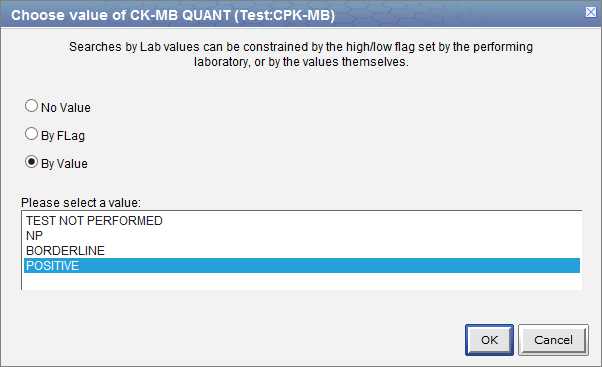 Choose value of CK-MB QUANT (Test:CPK-MB)
Searches by Lab values can be constrained by the high/low flag set by the performing
laboratory, or by the values themselves.
No Value
By FLag
By Value
Please select a value:
TEST NOT PERFORMED
NP
BORDERLINE
POSITIVE
OK
Cancel